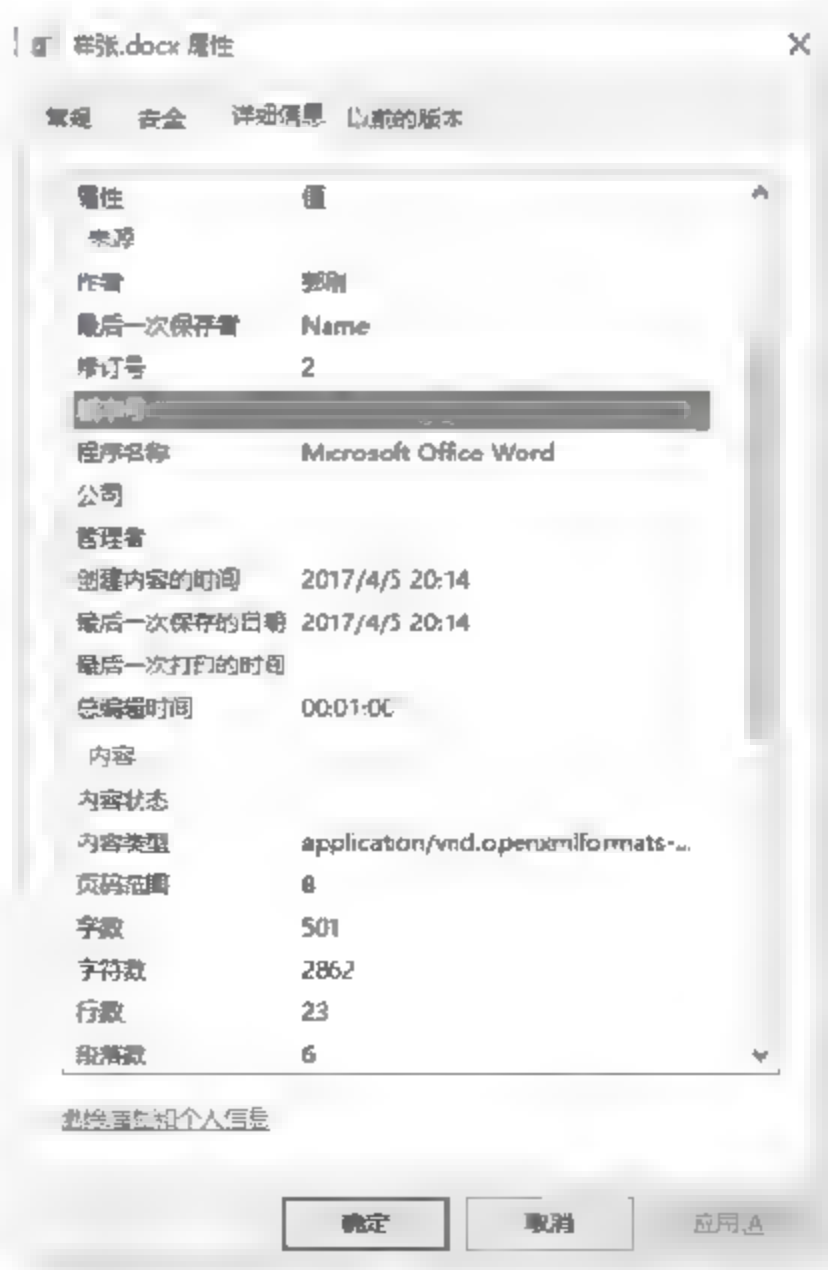 样张.docx 属性
常规 安全 详细信息 以前的版本
属性 值
来源
作者
最后一次保存者 Name
修订号 2
版本号
程序名称 Microsoft Office Word
公司
管理者
创建内容的时间 2017/4/5 20:14
最后一次保存的日期 2017/4/5 20:14
最后一次打印的时间
总编辑时间 00:01:00
内容
内容状态
内容类型 application/vnd.openxmlformats-...
页码范围 8
字数 501
字符数 2862
行数 23
段落数 6
删除属性和个人信息
确定 取消 应用(A)